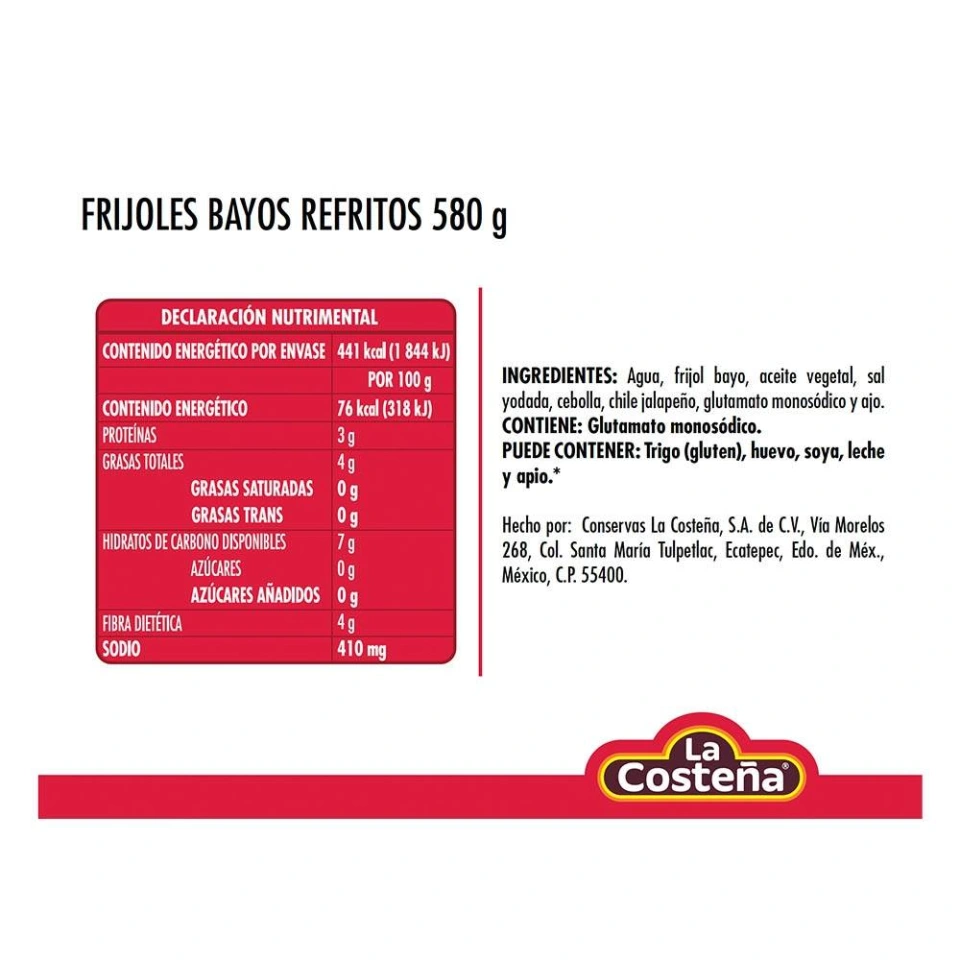 FRIJOLES BAYOS REFRITOS 580 g
DECLARACIÓN NUTRIMENTAL
CONTENIDO ENERGÉTICO POR ENVASE 441 kcal (1 844 kJ)
POR 100 g
CONTENIDO ENERGÉTICO 76 kcal (318 kJ)
PROTEÍNAS 3 g
GRASAS TOTALES 4 g
GRASAS SATURADAS 0 g
GRASAS TRANS 0 g
HIDRATOS DE CARBONO DISPONIBLES 7 g
AZÚCARES 0 g
AZÚCARES AÑADIDOS 0 g
FIBRA DIETÉTICA 4 g
SODIO 410 mg
INGREDIENTES: Agua, frijol bayo, aceite vegetal, sal
yodada, cebolla, chile jalapeño, glutamato monosódico y ajo.
CONTIENE: Glutamato monosódico.
PUEDE CONTENER: Trigo (gluten), huevo, soya, leche
y apio.*
Hecho por: Conservas La Costeña, S.A. de C.V., Vía Morelos
268, Col. Santa María Tulpetlac, Ecatepec, Edo. de Méx.,
México, C.P. 55400.
La
Costeña®